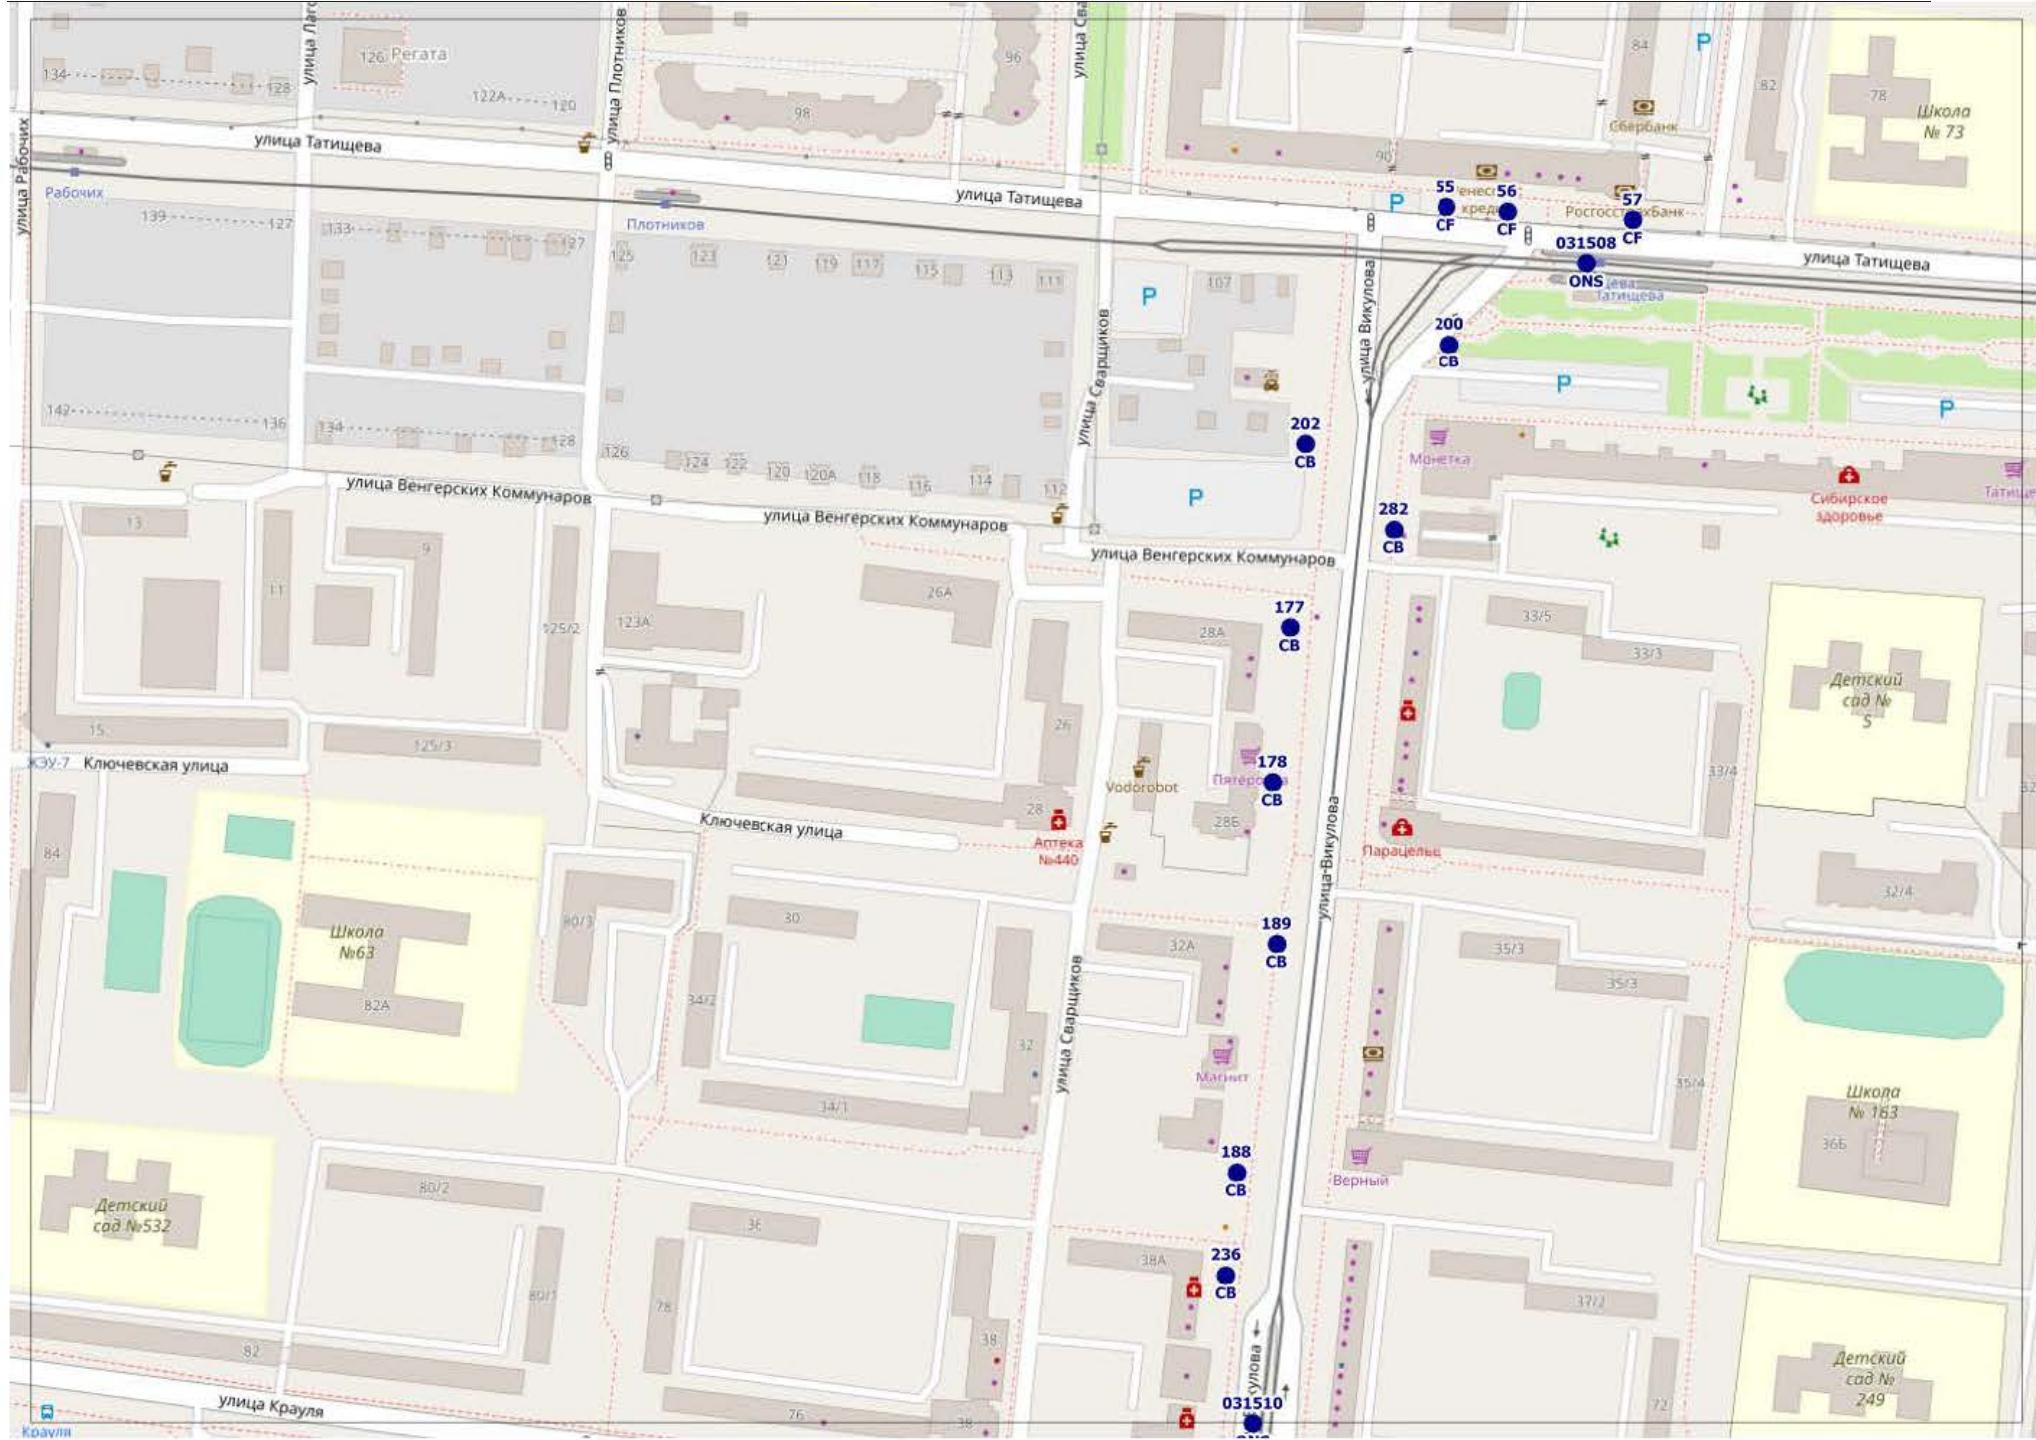 126 Регата
134
128
122А
120
98
96
84
82
78
Школа
№ 73
Сбербанк
90
улица Рабочих
улица Плотников
улица Татищева
Рабочих
улица Татищева
Плотников
55
CF
56
CF
57
CF
РосгосстрахБанк
031508
ONS
Татищева
улица Татищева
139
127
133
127
125
123
121
119
117
115
113
111
107
P
P
P
улица Викулова
улица Сварщиков
200
CB
P
P
142
136
134
128
126
124
122
120
120А
118
116
114
112
202
CB
Монетка
Сибирское
здоровье
улица Венгерских Коммунаров
улица Венгерских Коммунаров
P
282
CB
улица Венгерских Коммунаров
13
9
11
125/2
123А
26А
28А
177
CB
33/5
33/3
Детский
сад №
5
15
125/3
26
ЖЭУ-7
Ключевская улица
Vodorobot
178
CB
33/4
28
28Б
Ключевская улица
Аптека
№440
Парацельс
улица Викулова
84
32/4
Школа
№63
80/3
30
32А
189
CB
35/3
35/3
82А
34/2
32
улица Сварщиков
Магнит
34/1
35/4
Школа
№ 163
36Б
188
CB
Верный
80/2
Детский
сад №532
36
38А
236
CB
80/1
78
37/2
82
38
Детский
сад №
249
улица Крауля
76
38
031510
72
Крауля